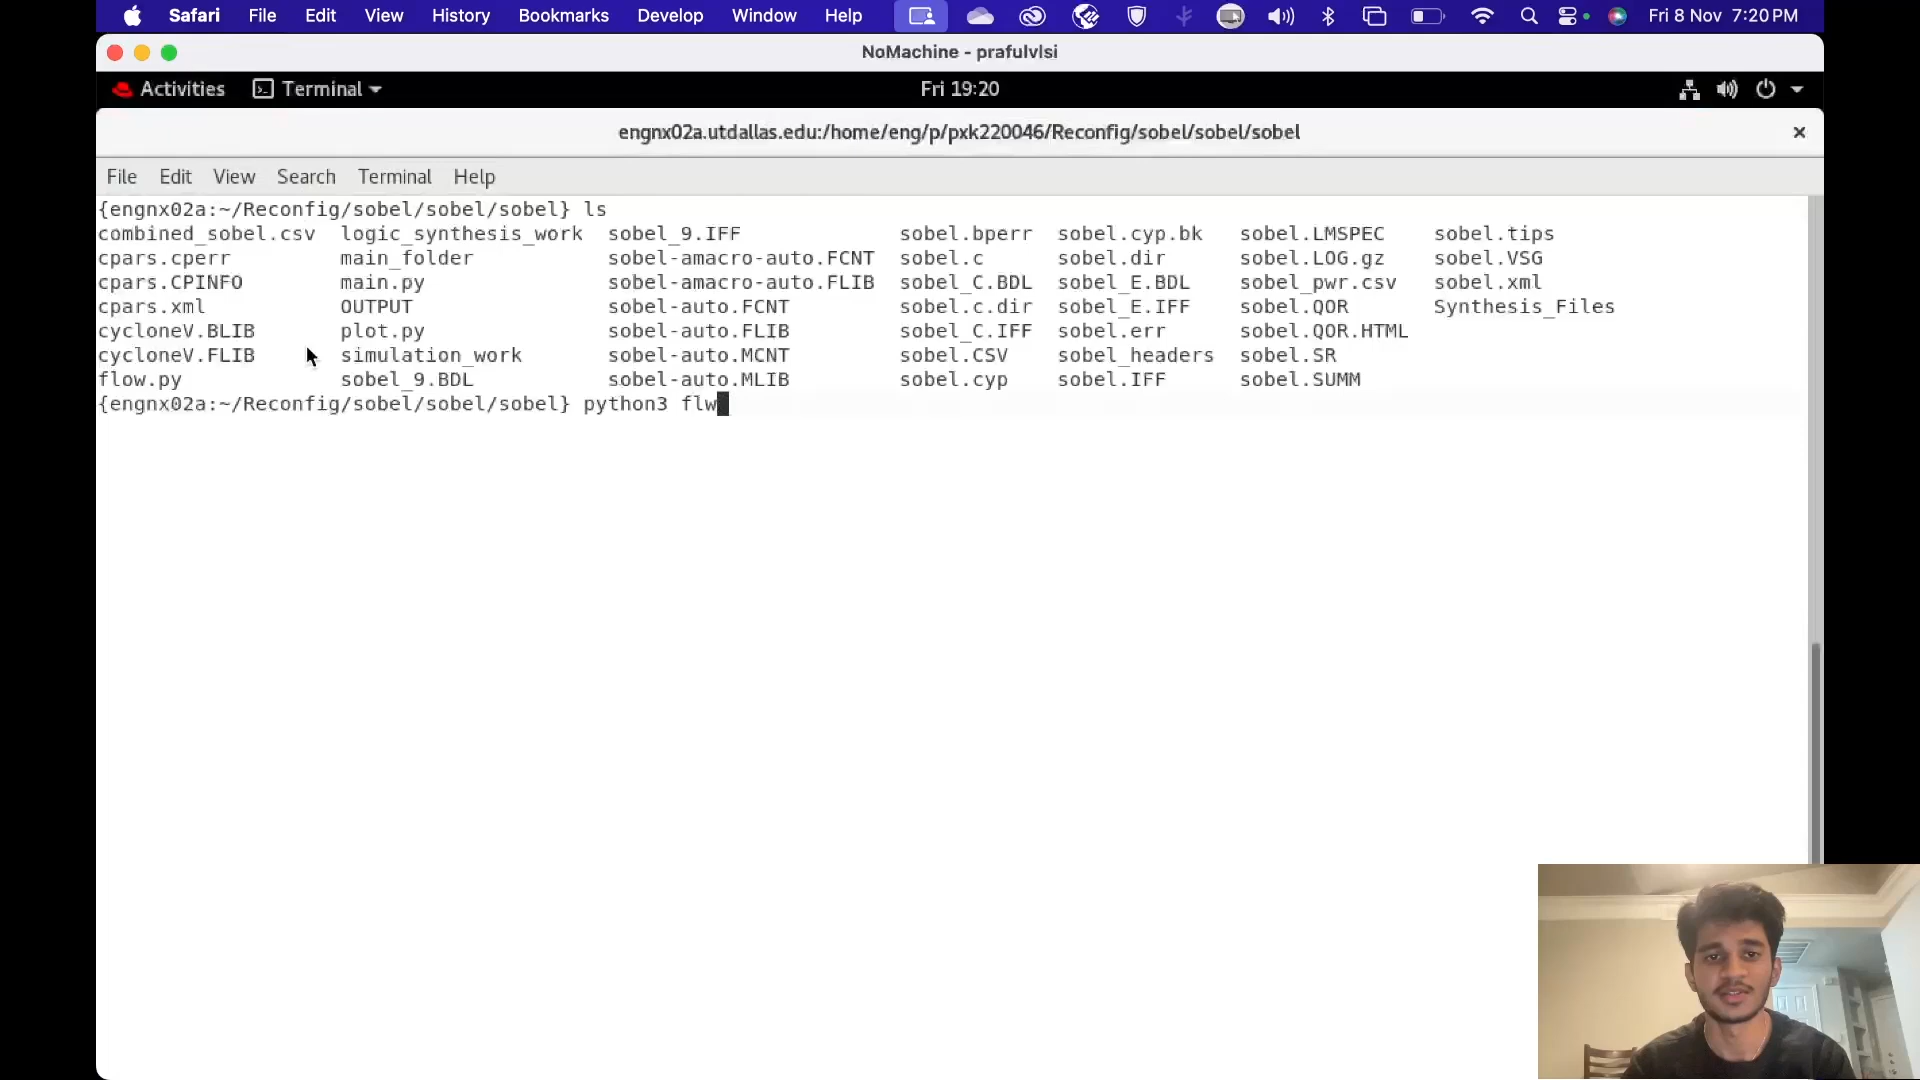 Safari File Edit View History Bookmarks Develop Window Help Fri 8 Nov 7:20 PM
NoMachine - prafulvlsi
Activities Terminal Fri 19:20
engnx02a.utdallas.edu:/home/eng/p/pxk220046/Reconfig/sobel/sobel/sobel
File Edit View Search Terminal Help
{engnx02a:~/Reconfig/sobel/sobel/sobel} ls
combined_sobel.csv logic_synthesis_work sobel_9.IFF sobel.bperr sobel.cyp.bk sobel.LMSPEC sobel.tips
cpars.cperr main_folder sobel-amacro-auto.FCNT sobel.c sobel.dir sobel.LOG.gz sobel.VSG
cpars.CPINFO main.py sobel-amacro-auto.FLIB sobel_C.BDL sobel_E.BDL sobel_pwr.csv sobel.xml
cpars.xml OUTPUT sobel-auto.FCNT sobel.c.dir sobel_E.IFF sobel.QOR Synthesis_Files
cycloneV.BLIB plot.py sobel-auto.FLIB sobel_C.IFF sobel.err sobel.QOR.HTML
cycloneV.FLIB simulation_work sobel-auto.MCNT sobel.CSV sobel_headers sobel.SR
flow.py sobel_9.BDL sobel-auto.MLIB sobel.cyp sobel.IFF sobel.SUMM
{engnx02a:~/Reconfig/sobel/sobel/sobel} python3 flw